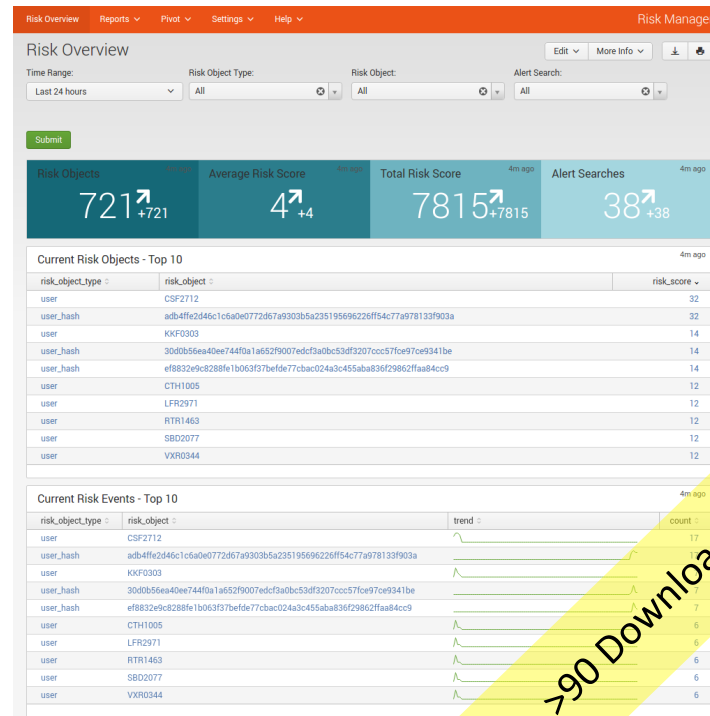 Risk Overview Reports Pivot Settings Help Risk Manage
Risk Overview Edit More Info
Time Range: Risk Object Type: Risk Object: Alert Search:
Last 24 hours All All All
Submit
Risk Objects 4m ago Average Risk Score 4m ago Total Risk Score 4m ago Alert Searches 4m ago
721 +721 4 +4 7815 +7815 38 +38
Current Risk Objects - Top 10 4m ago
risk_object_type risk_object risk_score
user CSF2712 32
user_hash adb4ffe2d46c1c6a0e0772d67a9303b5a235195696226ff54c77a978133f903a 32
user KKF0303 14
user_hash 30d0b56ea40ee744f0a1a652f9007edcf3a0bc53df3207ccc57fce97ce9341be 14
user_hash ef8832e9c8288fe1b063f37befde77cbac024a3c455aba836f29862ffaa84cc9 14
user CTH1005 12
user LFR2971 12
user RTR1463 12
user SBD2077 12
user VXR0344 12
Current Risk Events - Top 10 4m ago
risk_object_type risk_object trend count
user CSF2712 17
user_hash adb4ffe2d46c1c6a0e0772d67a9303b5a235195696226ff54c77a978133f903a 17
user KKF0303
user_hash 30d0b56ea40ee744f0a1a652f9007edcf3a0bc53df3207ccc57fce97ce9341be 7
user_hash ef8832e9c8288fe1b063f37befde77cbac024a3c455aba836f29862ffaa84cc9 7
user CTH1005 6
user LFR2971 6
user RTR1463 6
user SBD2077 6
user VXR0344 6
>90 Downloa